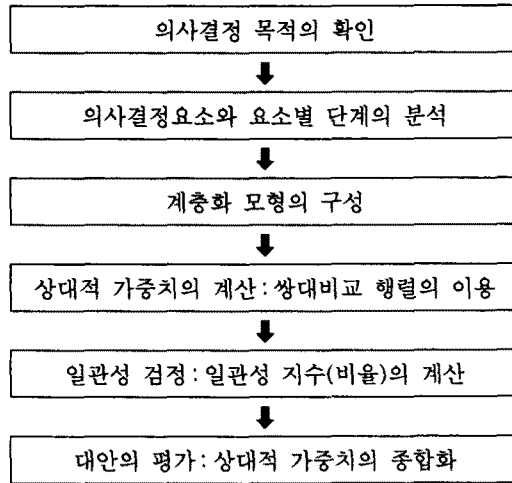 의사결정 목적의 확인
의사결정요소와 요소별 단계의 분석
계층화 모형의 구성
상대적 가중치의 계산 : 쌍대비교 행렬의 이용
일관성 검정 : 일관성 지수(비율)의 계산
대안의 평가 : 상대적 가중치의 종합화